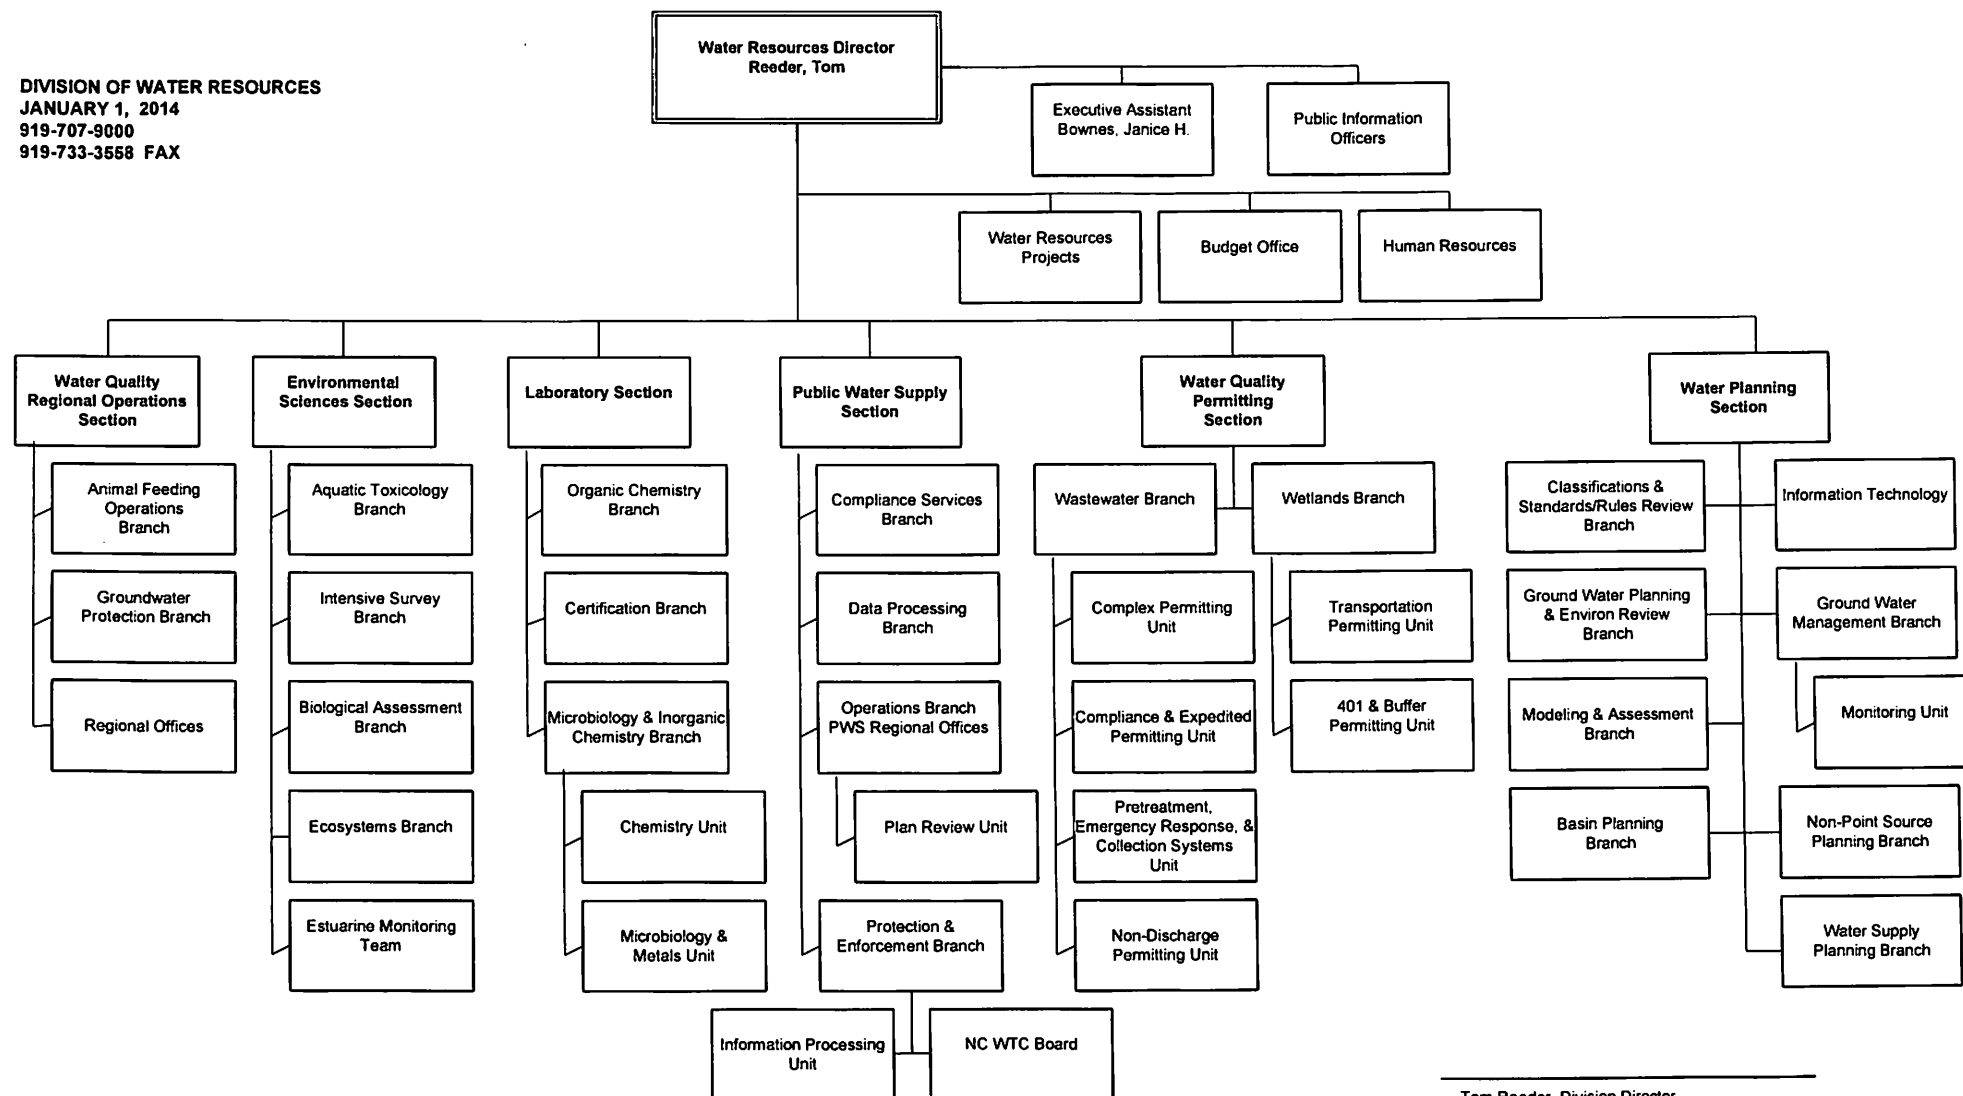 Water Resources Director
Reeder, Tom
DIVISION OF WATER RESOURCES
JANUARY 1, 2014
919-707-9000
919-733-3558 FAX
Executive Assistant
Bownes, Janice H.
Public Information
Officers
Water Resources
Projects
Budget Office
Human Resources
Water Quality
Regional Operations
Section
Animal Feeding
Operations
Branch
Groundwater
Protection Branch
Regional Offices
Environmental
Sciences Section
Aquatic Toxicology
Branch
Intensive Survey
Branch
Biological Assessment
Branch
Ecosystems Branch
Estuarine Monitoring
Team
Laboratory Section
Organic Chemistry
Branch
Certification Branch
Microbiology & Inorganic
Chemistry Branch
Chemistry Unit
Microbiology &
Metals Unit
Public Water Supply
Section
Compliance Services
Branch
Data Processing
Branch
Operations Branch
PWS Regional Offices
Plan Review Unit
Protection &
Enforcement Branch
Information Processing
Unit
NC WTC Board
Water Quality
Permitting
Section
Wastewater Branch
Complex Permitting
Unit
Compliance & Expedited
Permitting Unit
Pretreatment,
Emergency Response, &
Collection Systems
Unit
Non-Discharge
Permitting Unit
Wetlands Branch
Transportation
Permitting Unit
401 & Buffer
Permitting Unit
Water Planning
Section
Classifications &
Standards/Rules Review
Branch
Ground Water Planning
& Environ Review
Branch
Modeling & Assessment
Branch
Basin Planning
Branch
Information Technology
Ground Water
Management Branch
Monitoring Unit
Non-Point Source
Planning Branch
Water Supply
Planning Branch
Tom Reeder, Division Director